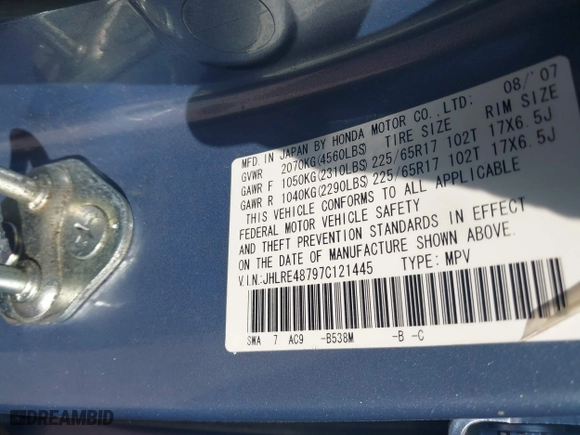 MFD. IN JAPAN BY HONDA MOTOR CO., LTD: 08/'07
GVWR 2070KG(4560LBS) TIRE SIZE RIM SIZE
GAWR F 1050KG(2310LBS) 225/65R17 102T 17X6.5J
GAWR R 1040KG(2290LBS) 225/65R17 102T 17X6.5J
THIS VEHICLE CONFORMS TO ALL APPLICABLE
FEDERAL MOTOR VEHICLE SAFETY
AND THEFT PREVENTION STANDARDS IN EFFECT
ON THE DATE OF MANUFACTURE SHOWN ABOVE.
V.I.N:JHLRE48797C121445 TYPE: MPV
SWA 7 AC9 -B538M -B -C
DREAMBID